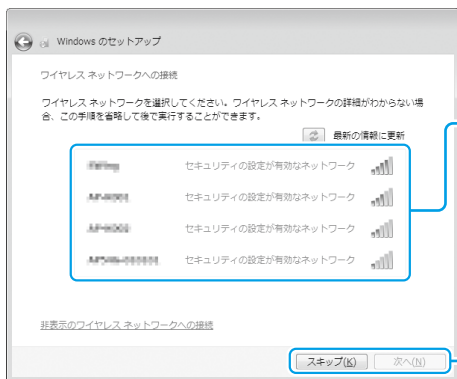 Windows のセットアップ
ワイヤレス ネットワークへの接続
ワイヤレス ネットワークを選択してください。ワイヤレス ネットワークの詳細がわからない場
合、この手順を省略して後で実行することができます。
最新の情報に更新
セキュリティの設定が有効なネットワーク
セキュリティの設定が有効なネットワーク
セキュリティの設定が有効なネットワーク
セキュリティの設定が有効なネットワーク
非表示のワイヤレス ネットワークへの接続
スキップ(K) 次へ(N)